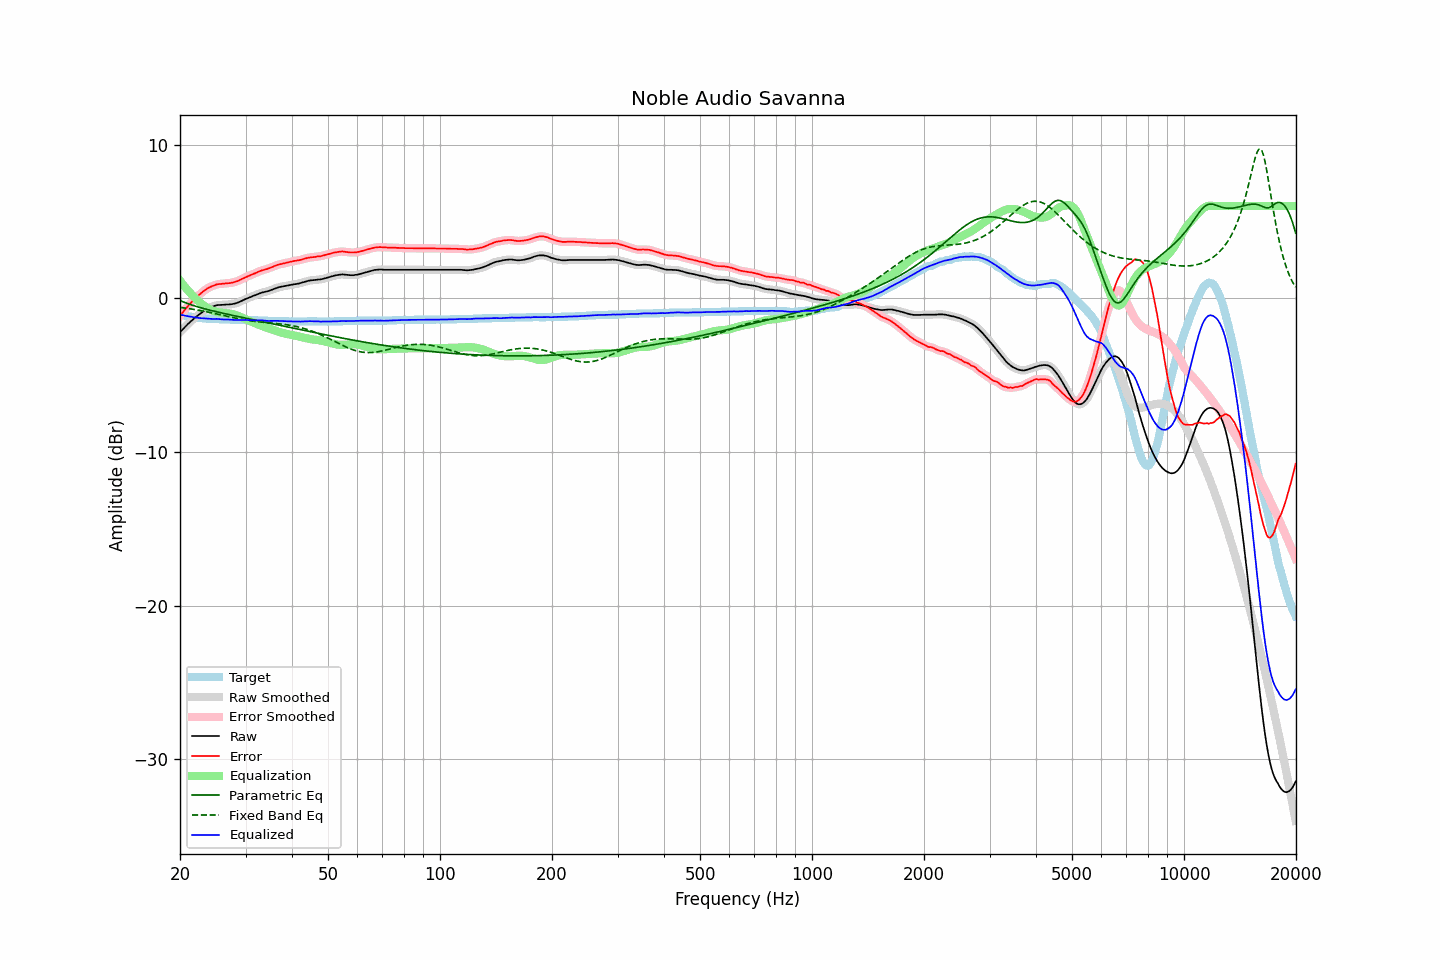 Noble Audio Savanna
Amplitude (dBr)
10
0
−10
−20
−30
Target
Raw Smoothed
Error Smoothed
Raw
Error
Equalization
Parametric Eq
Fixed Band Eq
Equalized
20 50 100 200 500 1000 2000 5000 10000 20000
Frequency (Hz)